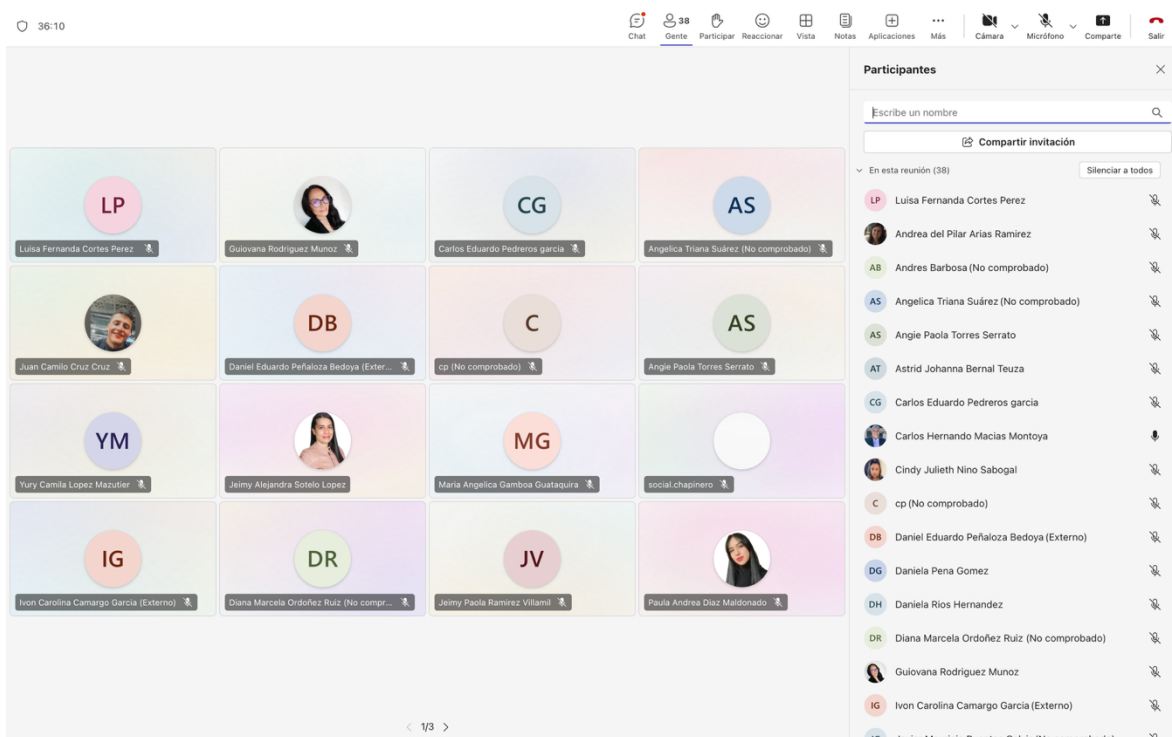 36:10
Chat
38
Gente
Participar
Reaccionar
Vista
Notas
Aplicaciones
Más
Cámara
Micrófono
Comparte
Salir
LP
Luisa Fernanda Cortes Perez
Guiovana Rodriguez Munoz
CG
Carlos Eduardo Pedreros garcia
AS
Angelica Triana Suárez (No comprobado)
Juan Camilo Cruz Cruz
DB
Daniel Eduardo Peñaloza Bedoya (Exter...
C
cp (No comprobado)
AS
Angie Paola Torres Serrato
YM
Yury Camila Lopez Mazutier
Jeimy Alejandra Sotelo Lopez
MG
Maria Angelica Gamboa Guataquira
social.chapinero
IG
Ivon Carolina Camargo Garcia (Externo)
DR
Diana Marcela Ordoñez Ruiz (No compr...
JV
Jeimy Paola Ramirez Villamil
Paula Andrea Diaz Maldonado
1/3
Participantes
Escribe un nombre
Compartir invitación
En esta reunión (38)
Silenciar a todos
LP Luisa Fernanda Cortes Perez
Andrea del Pilar Arias Ramirez
AB Andres Barbosa (No comprobado)
AS Angelica Triana Suárez (No comprobado)
AS Angie Paola Torres Serrato
AT Astrid Johanna Bernal Teuza
CG Carlos Eduardo Pedreros garcia
Carlos Hernando Macias Montoya
Cindy Julieth Nino Sabogal
C cp (No comprobado)
DB Daniel Eduardo Peñaloza Bedoya (Externo)
DG Daniela Pena Gomez
DH Daniela Rios Hernandez
DR Diana Marcela Ordoñez Ruiz (No comprobado)
Guiovana Rodriguez Munoz
IG Ivon Carolina Camargo Garcia (Externo)